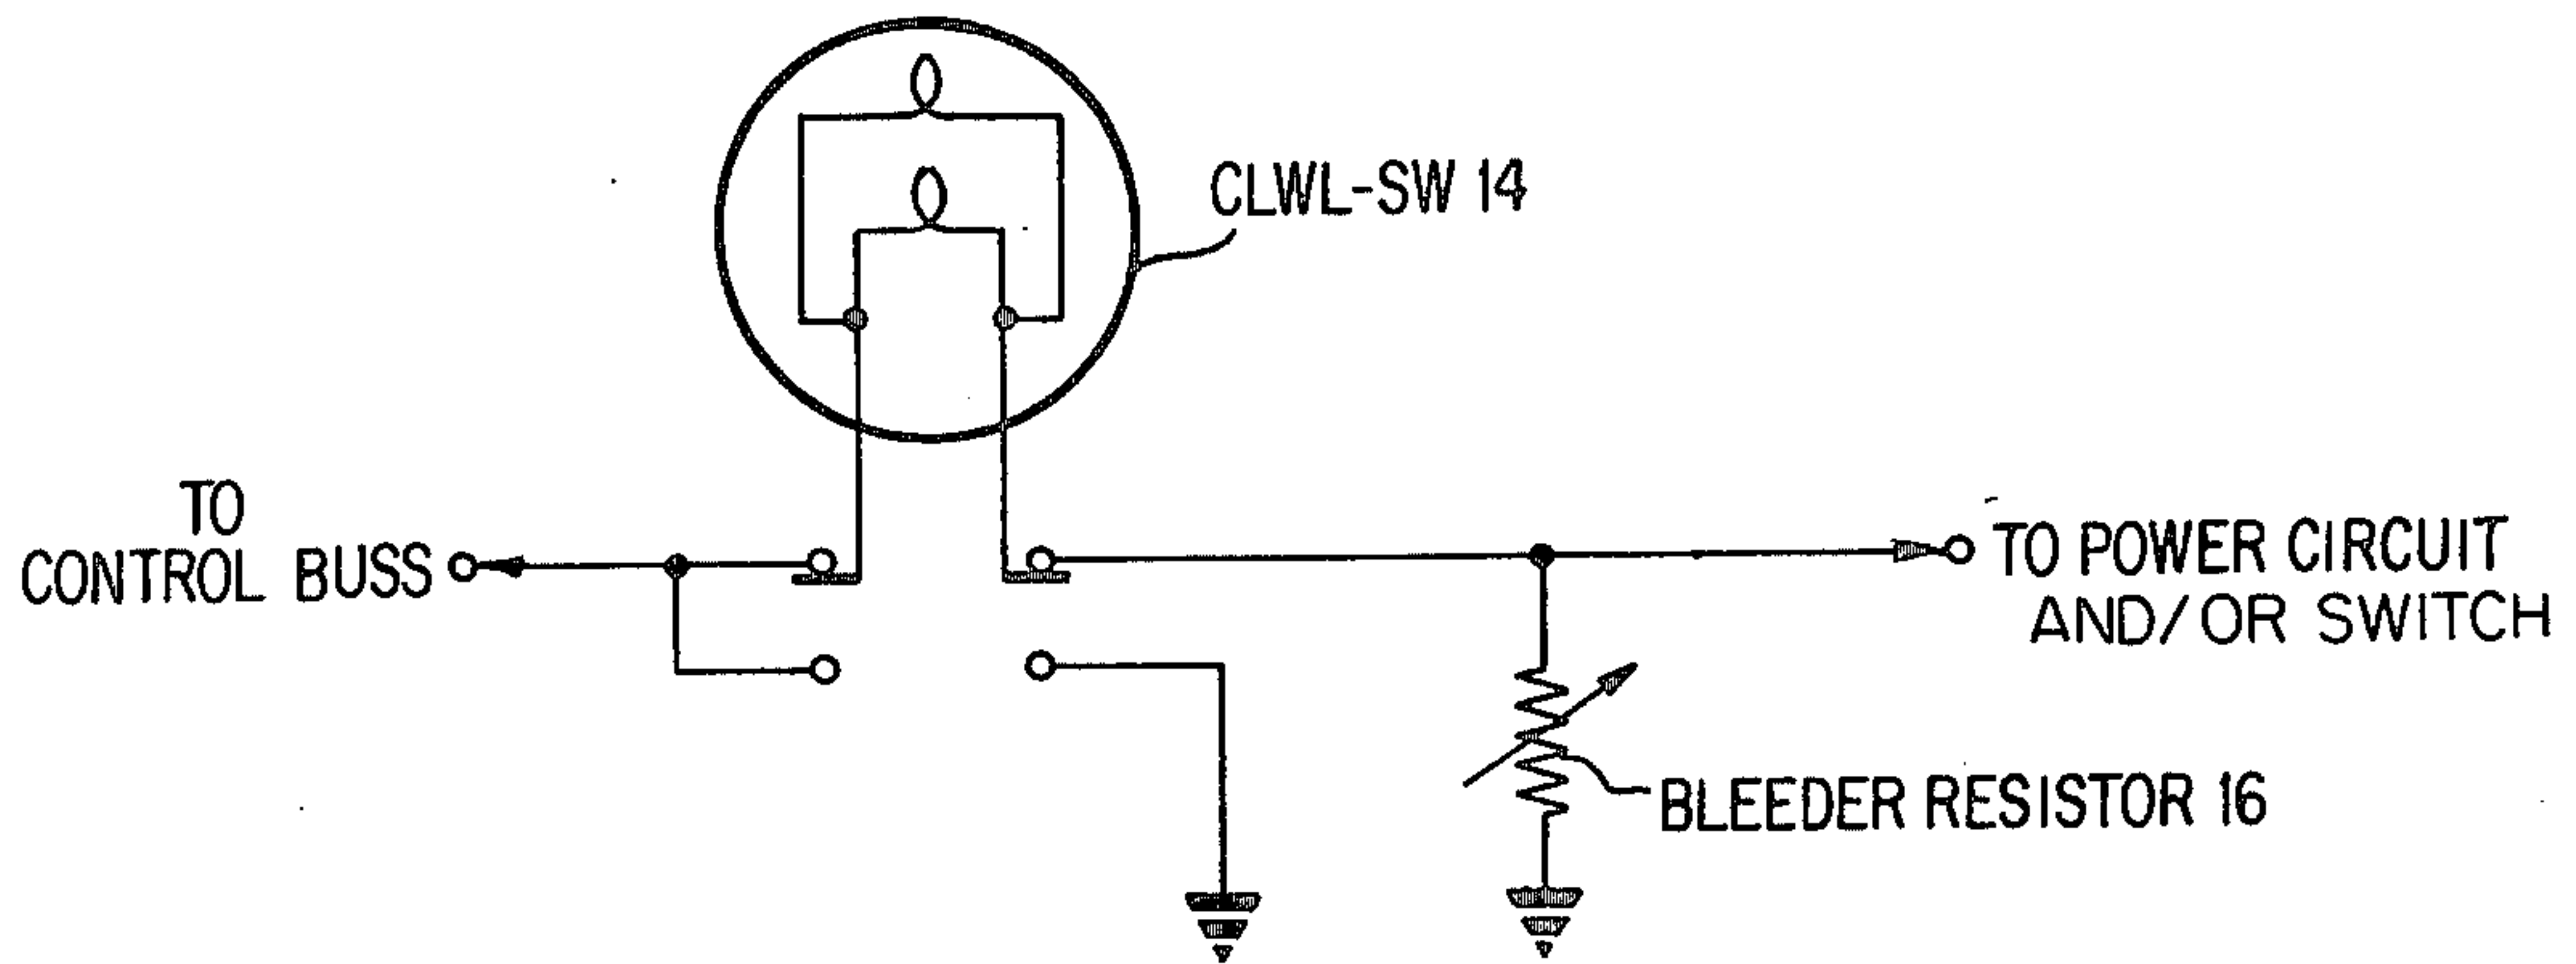 CLWL-SW 14
TO
CONTROL BUSS
TO POWER CIRCUIT
AND/OR SWITCH
BLEEDER RESISTOR 16